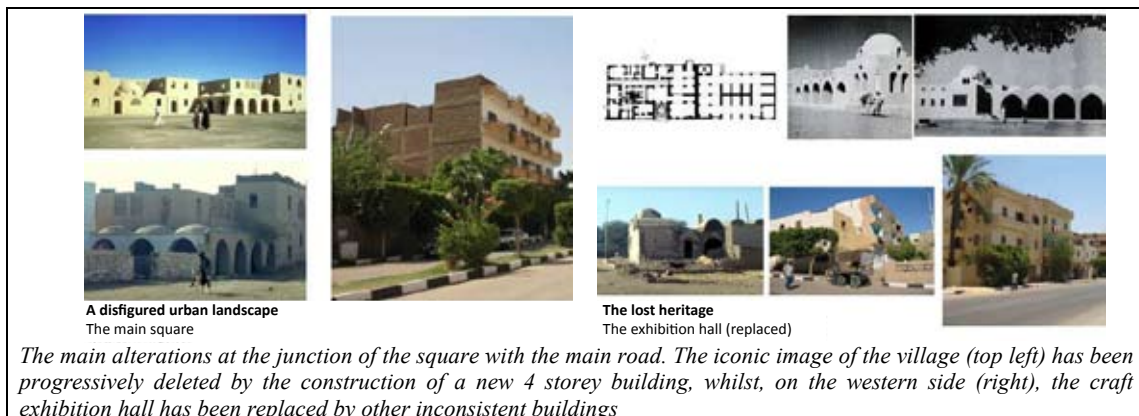 A disfigured urban landscape
The main square
The lost heritage
The exhibition hall (replaced)
The main alterations at the junction of the square with the main road. The iconic image of the village (top left) has been
progressively deleted by the construction of a new 4 storey building, whilst, on the western side (right), the craft
exhibition hall has been replaced by other inconsistent buildings